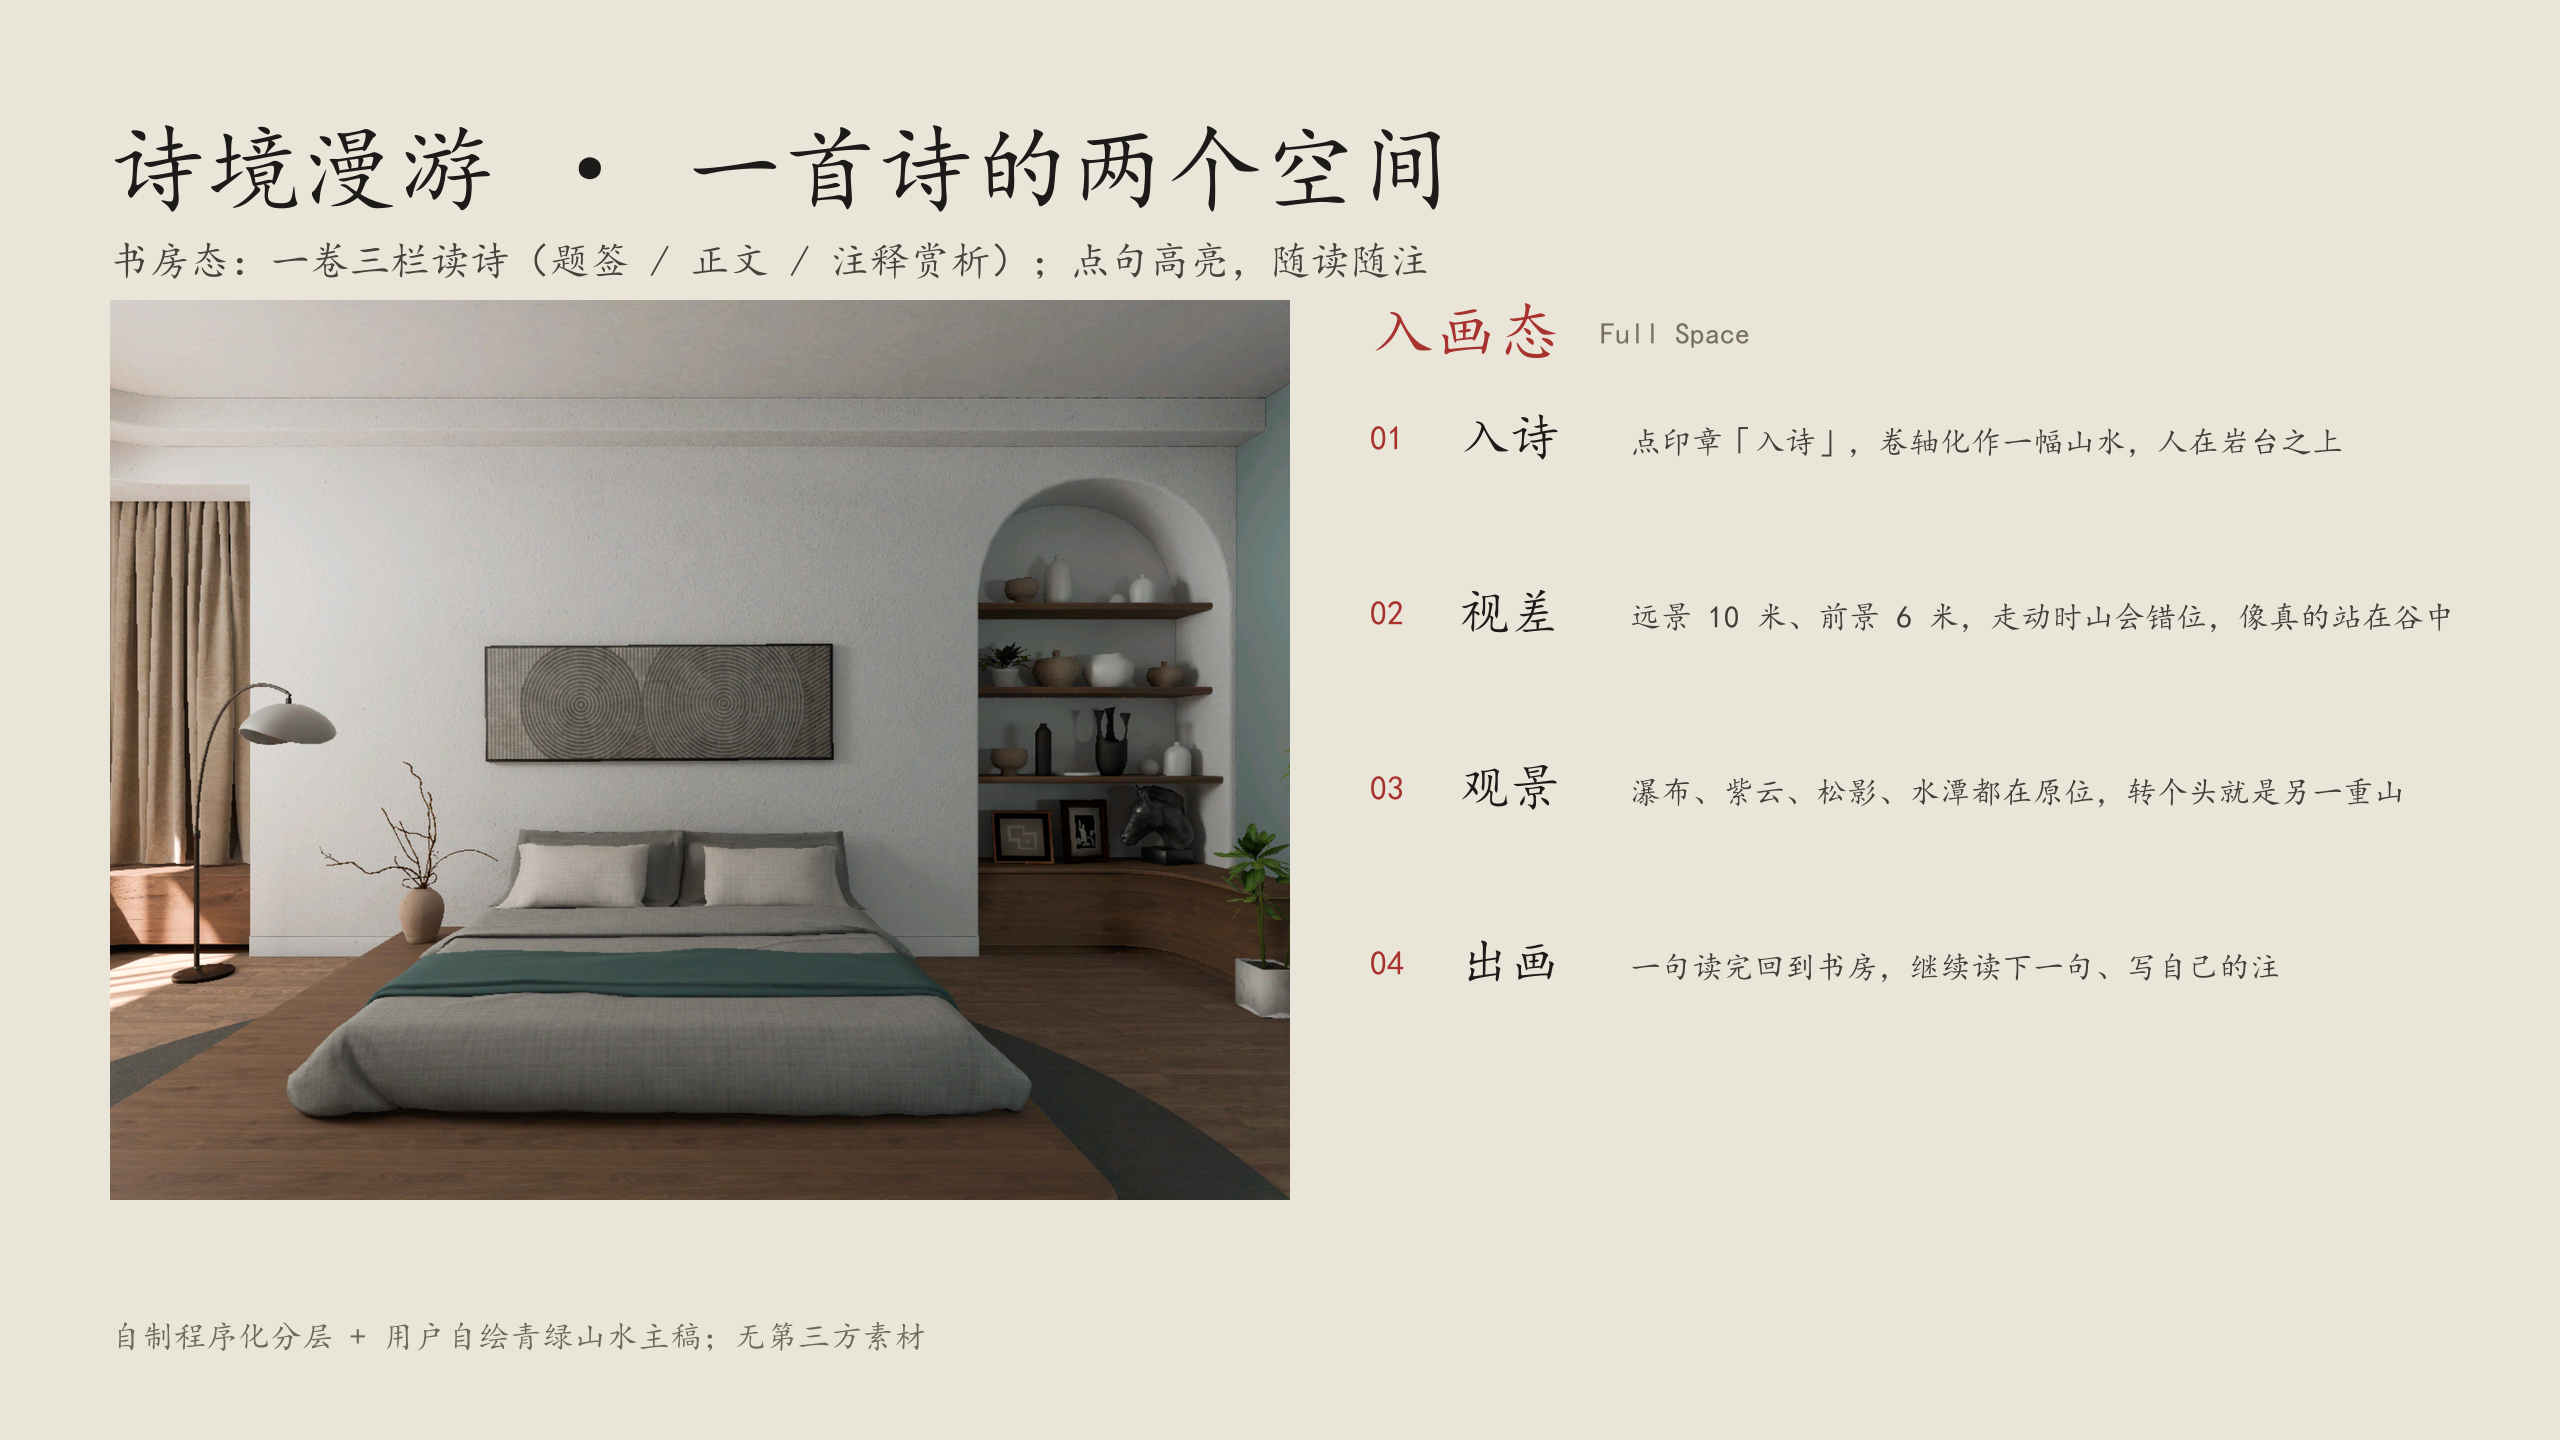 诗境漫游 · 一首诗的两个空间
书房态：一卷三栏读诗（题签 / 正文 / 注释赏析）；点句高亮，随读随注
入画态 Full Space
01 入诗 点印章「入诗」，卷轴化作一幅山水，人在岩台之上
02 视差 远景 10 米、前景 6 米，走动时山会错位，像真的站在谷中
03 观景 瀑布、紫云、松影、水潭都在原位，转个头就是另一重山
04 出画 一句读完回到书房，继续读下一句、写自己的注
自制程序化分层 + 用户自绘青绿山水主稿；无第三方素材